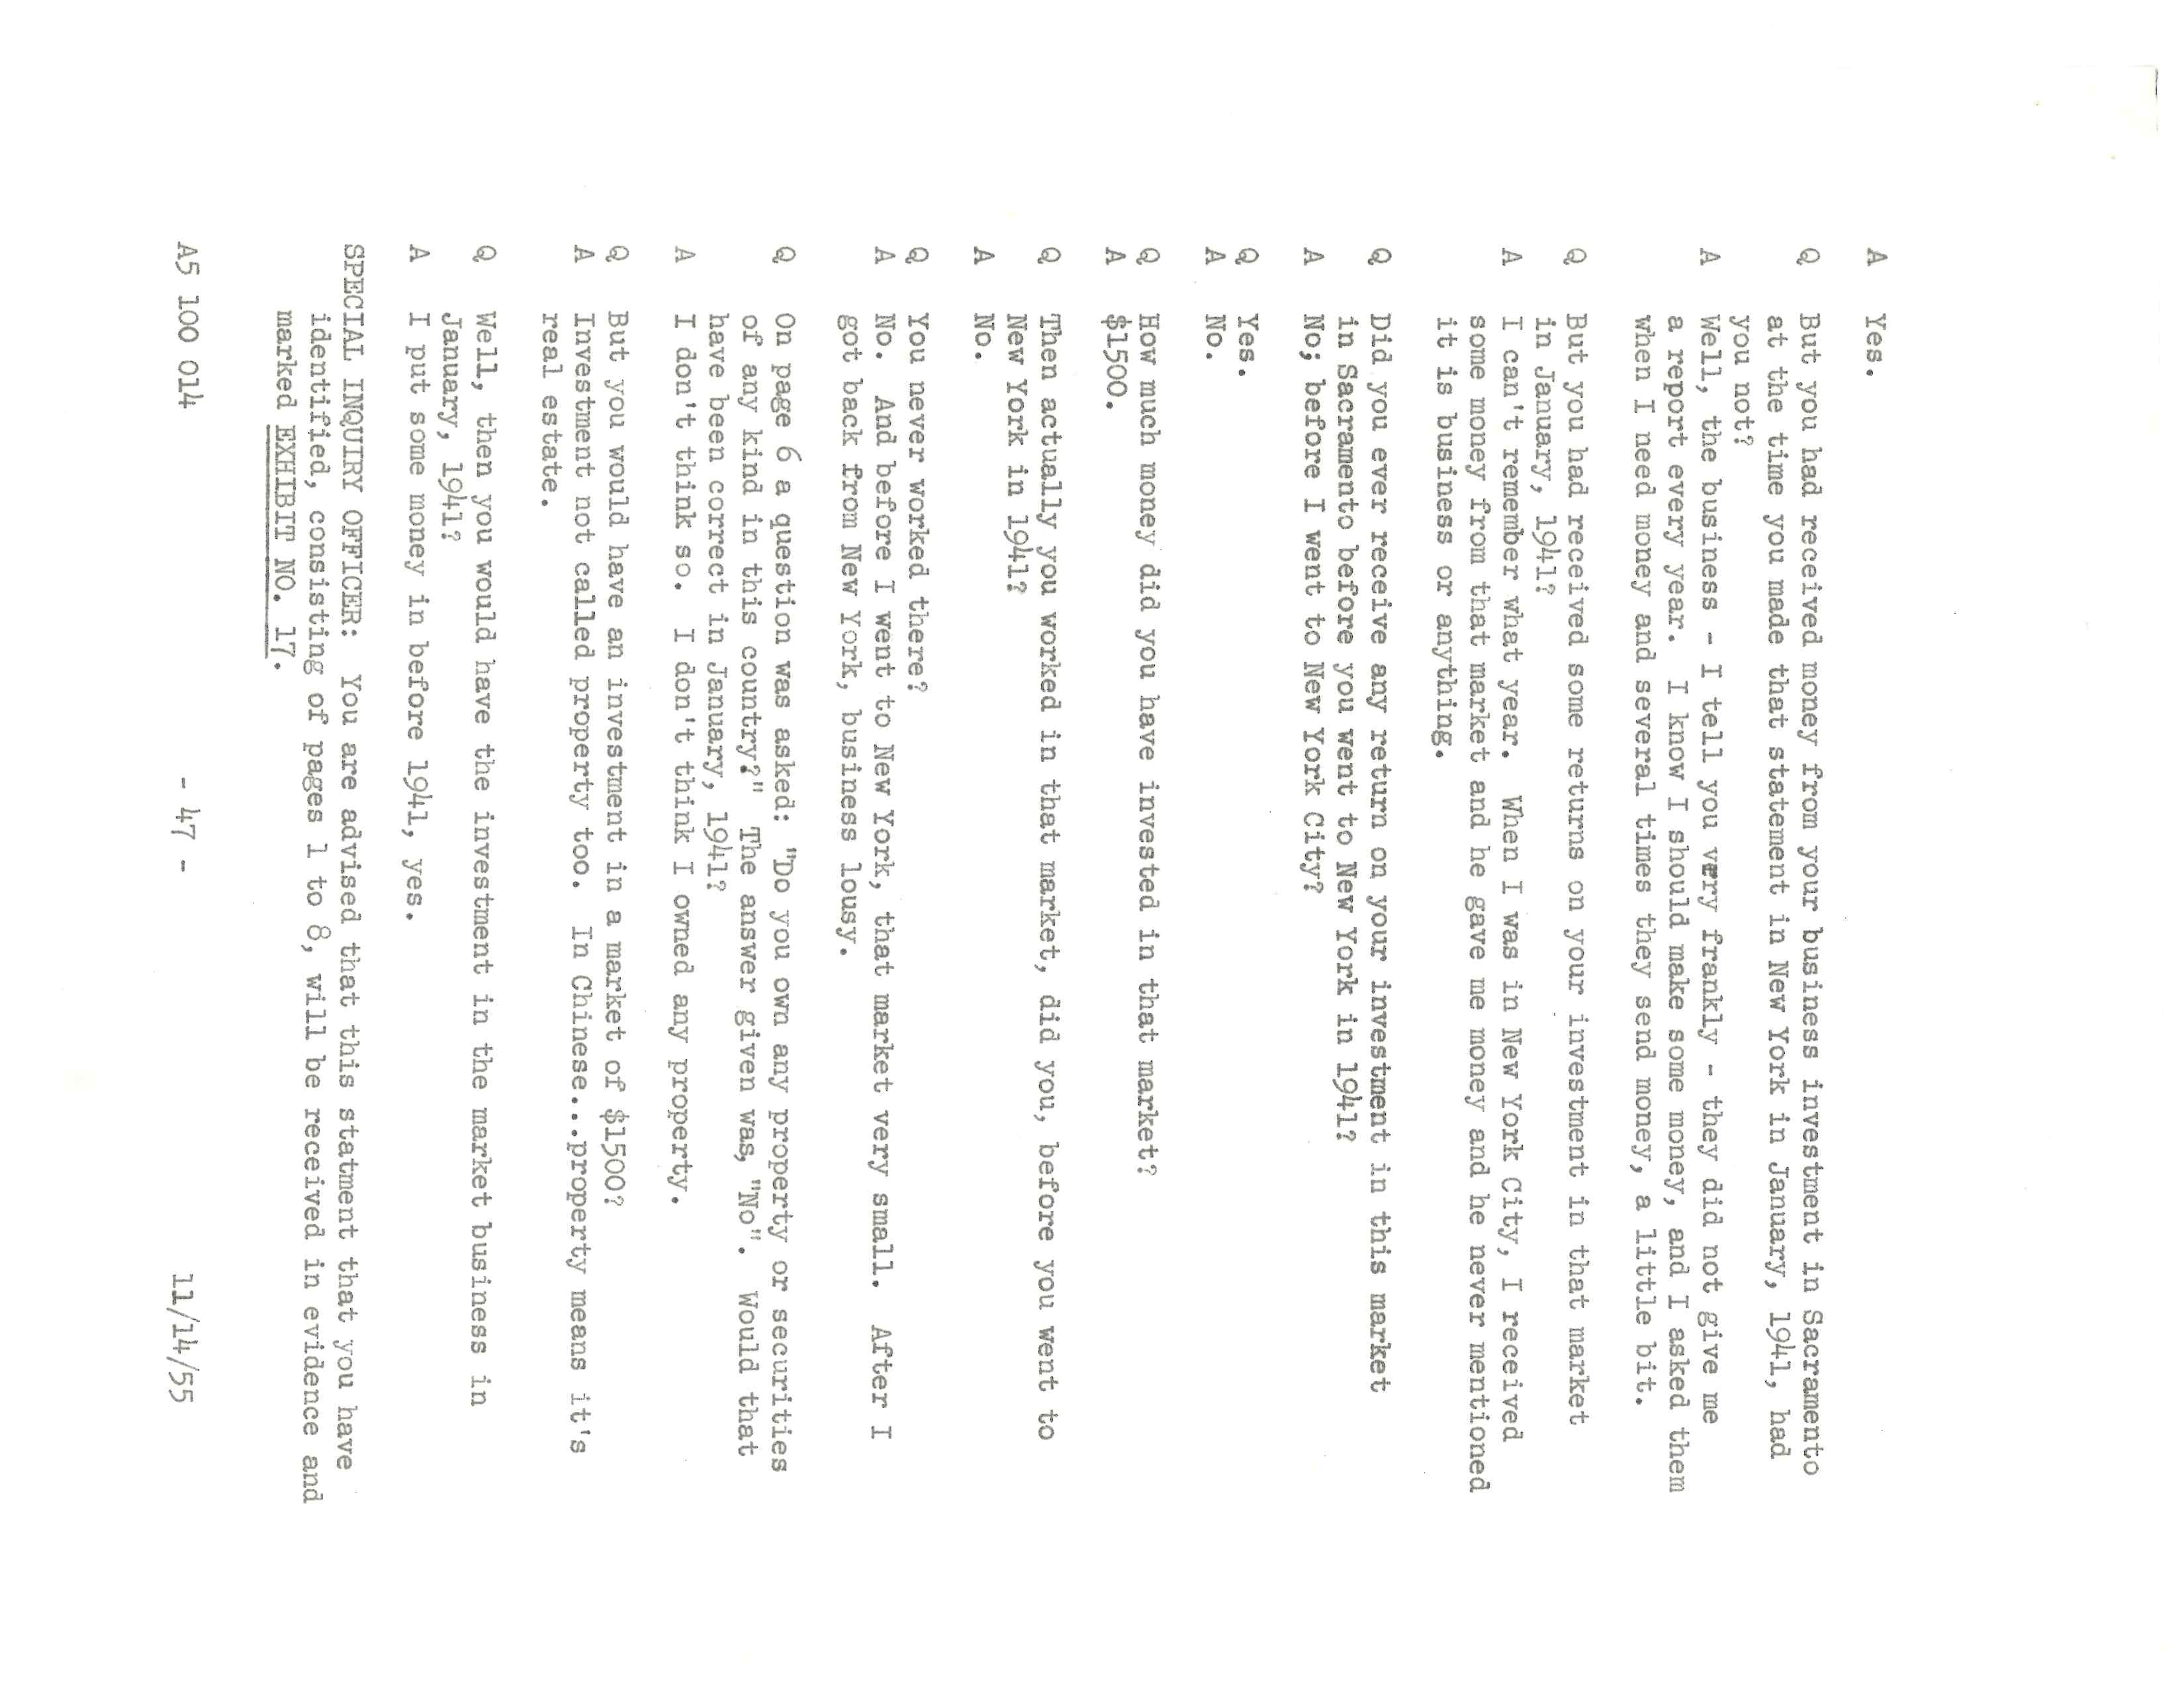 A Yes.
Q But you had received money from your business investment in Sacramento
at the time you made that statement in New York in January, 1941, had
you not?
A Well, the business - I tell you very frankly - they did not give me
a report every year. I know I should make some money, and I asked them
when I need money and several times they send money, a little bit.
Q But you had received some returns on your investment in that market
in January, 1941?
A I can't remember what year. When I was in New York City, I received
some money from that market and he gave me money and he never mentioned
it is business or anything.
Q Did you ever receive any return on your investment in this market
in Sacramento before you went to New York in 1941?
A No; before I went to New York City?
Q Yes.
A No.
Q How much money did you have invested in that market?
A $1500.
Q Then actually you worked in that market, did you, before you went to
New York in 1941?
A No.
Q You never worked there?
A No. And before I went to New York, that market very small. After I
got back from New York, business lousy.
Q On page 6 a question was asked: "Do you own any property or securities
of any kind in this country?" The answer given was, "No". Would that
have been correct in January, 1941?
A I don't think so. I don't think I owned any property.
Q But you would have an investment in a market of $1500?
A Investment not called property too. In Chinese...property means it's
real estate.
Q Well, then you would have the investment in the market business in
January, 1941?
A I put some money in before 1941, yes.
SPECIAL INQUIRY OFFICER: You are advised that this statment that you have
identified, consisting of pages 1 to 8, will be received in evidence and
marked EXHIBIT NO. 17.
A5 100 014 - 47 - 11/14/55